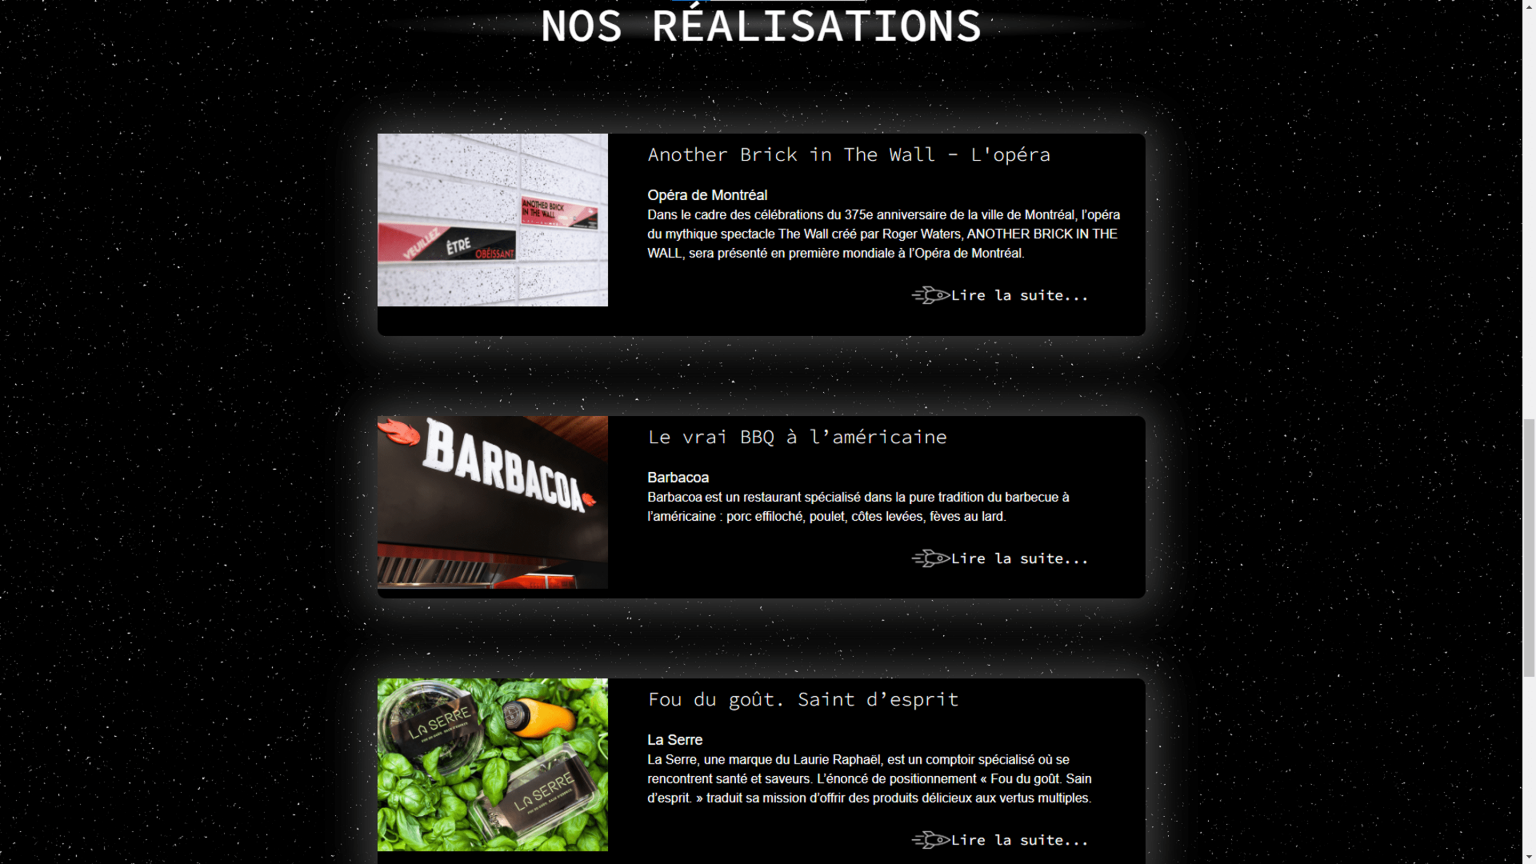 NOS RÉALISATIONS
ANOTHER BRICK
IN THE WALL
VEUILLEZ
ÊTRE
OBÉISSANT
Another Brick in The Wall – L'opéra
Opéra de Montréal
Dans le cadre des célébrations du 375e anniversaire de la ville de Montréal, l’opéra
du mythique spectacle The Wall créé par Roger Waters, ANOTHER BRICK IN THE
WALL, sera présenté en première mondiale à l’Opéra de Montréal.
Lire la suite...
BARBACOA
Le vrai BBQ à l’américaine
Barbacoa
Barbacoa est un restaurant spécialisé dans la pure tradition du barbecue à
l’américaine : porc effiloché, poulet, côtes levées, fèves au lard.
Lire la suite...
LA SERRE
LA SERRE
Fou du goût. Saint d’esprit
La Serre
La Serre, une marque du Laurie Raphaël, est un comptoir spécialisé où se
rencontrent santé et saveurs. L’énoncé de positionnement « Fou du goût. Sain
d’esprit. » traduit sa mission d’offrir des produits délicieux aux vertus multiples.
Lire la suite...